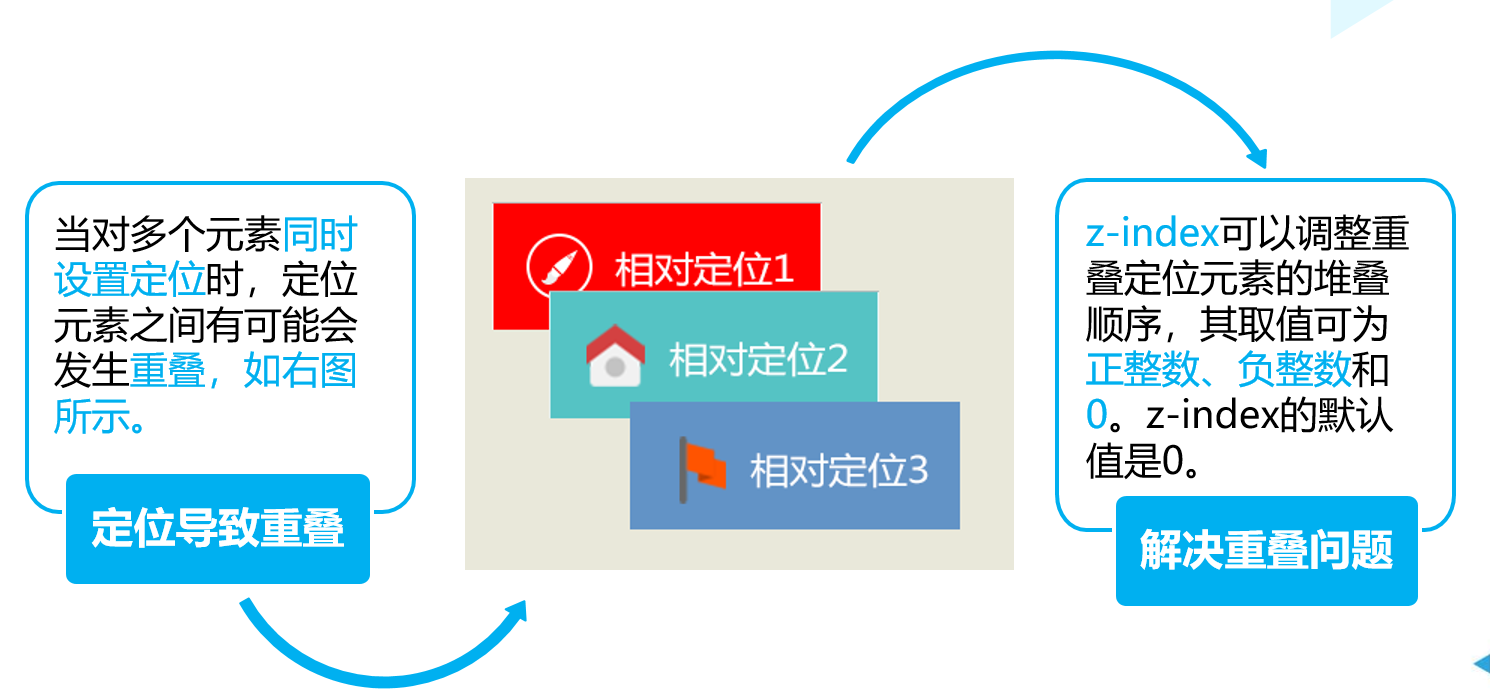 当对多个元素同时
设置定位时，定位
元素之间有可能会
发生重叠，如右图
所示。
定位导致重叠
相对定位1
相对定位2
相对定位3
z-index可以调整重
叠定位元素的堆叠
顺序，其取值可为
正整数、负整数和
0。z-index的默认
值是0。
解决重叠问题